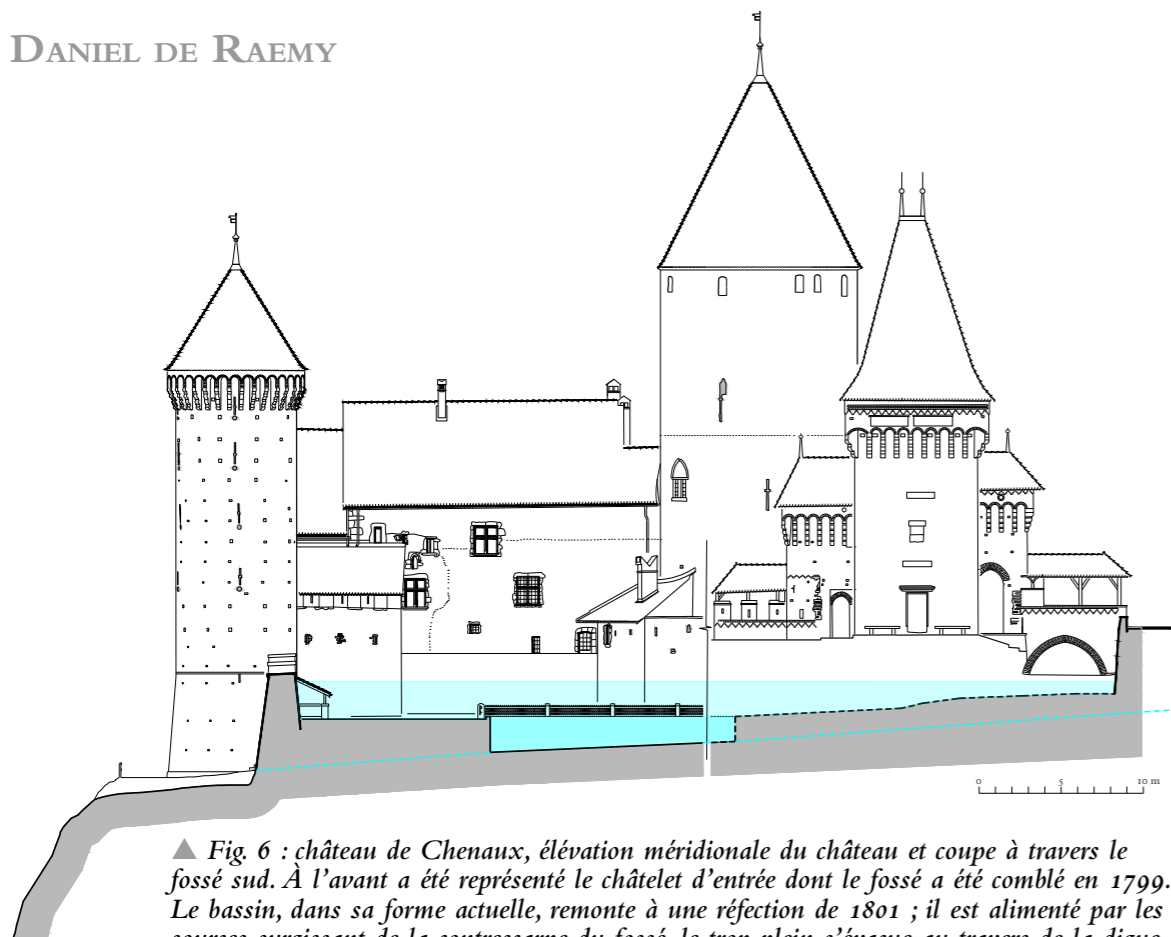 DANIEL DE RAEMY
0 5 10 m
▲ Fig. 6 : château de Chenaux, élévation méridionale du château et coupe à travers le
fossé sud. À l'avant a été représenté le châtelet d'entrée dont le fossé a été comblé en 1799.
Le bassin, dans sa forme actuelle, remonte à une réfection de 1801 ; il est alimenté par les